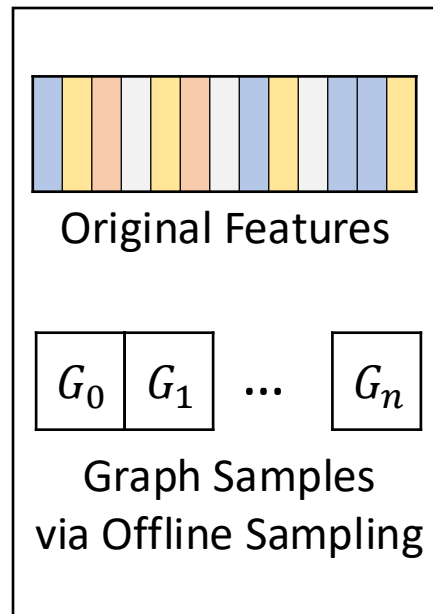 Original Features
G₀ G₁ ... Gₙ
Graph Samples
via Offline Sampling